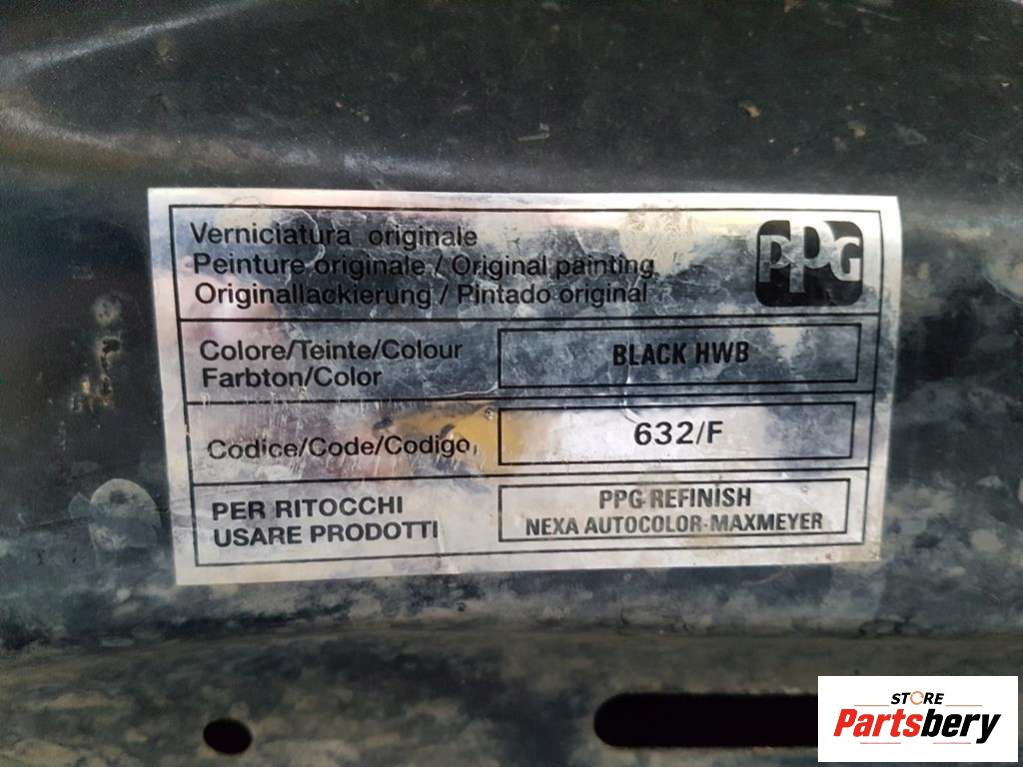 Verniciatura originale
Peinture originale / Original painting
Originallackierung / Pintado original
PPG
Colore/Teinte/Colour
Farbton/Color
BLACK HWB
Codice/Code/Codigo
632/F
PER RITOCCHI
USARE PRODOTTI
PPG REFINISH
NEXA AUTOCOLOR-MAXMEYER
STORE
Partsbery